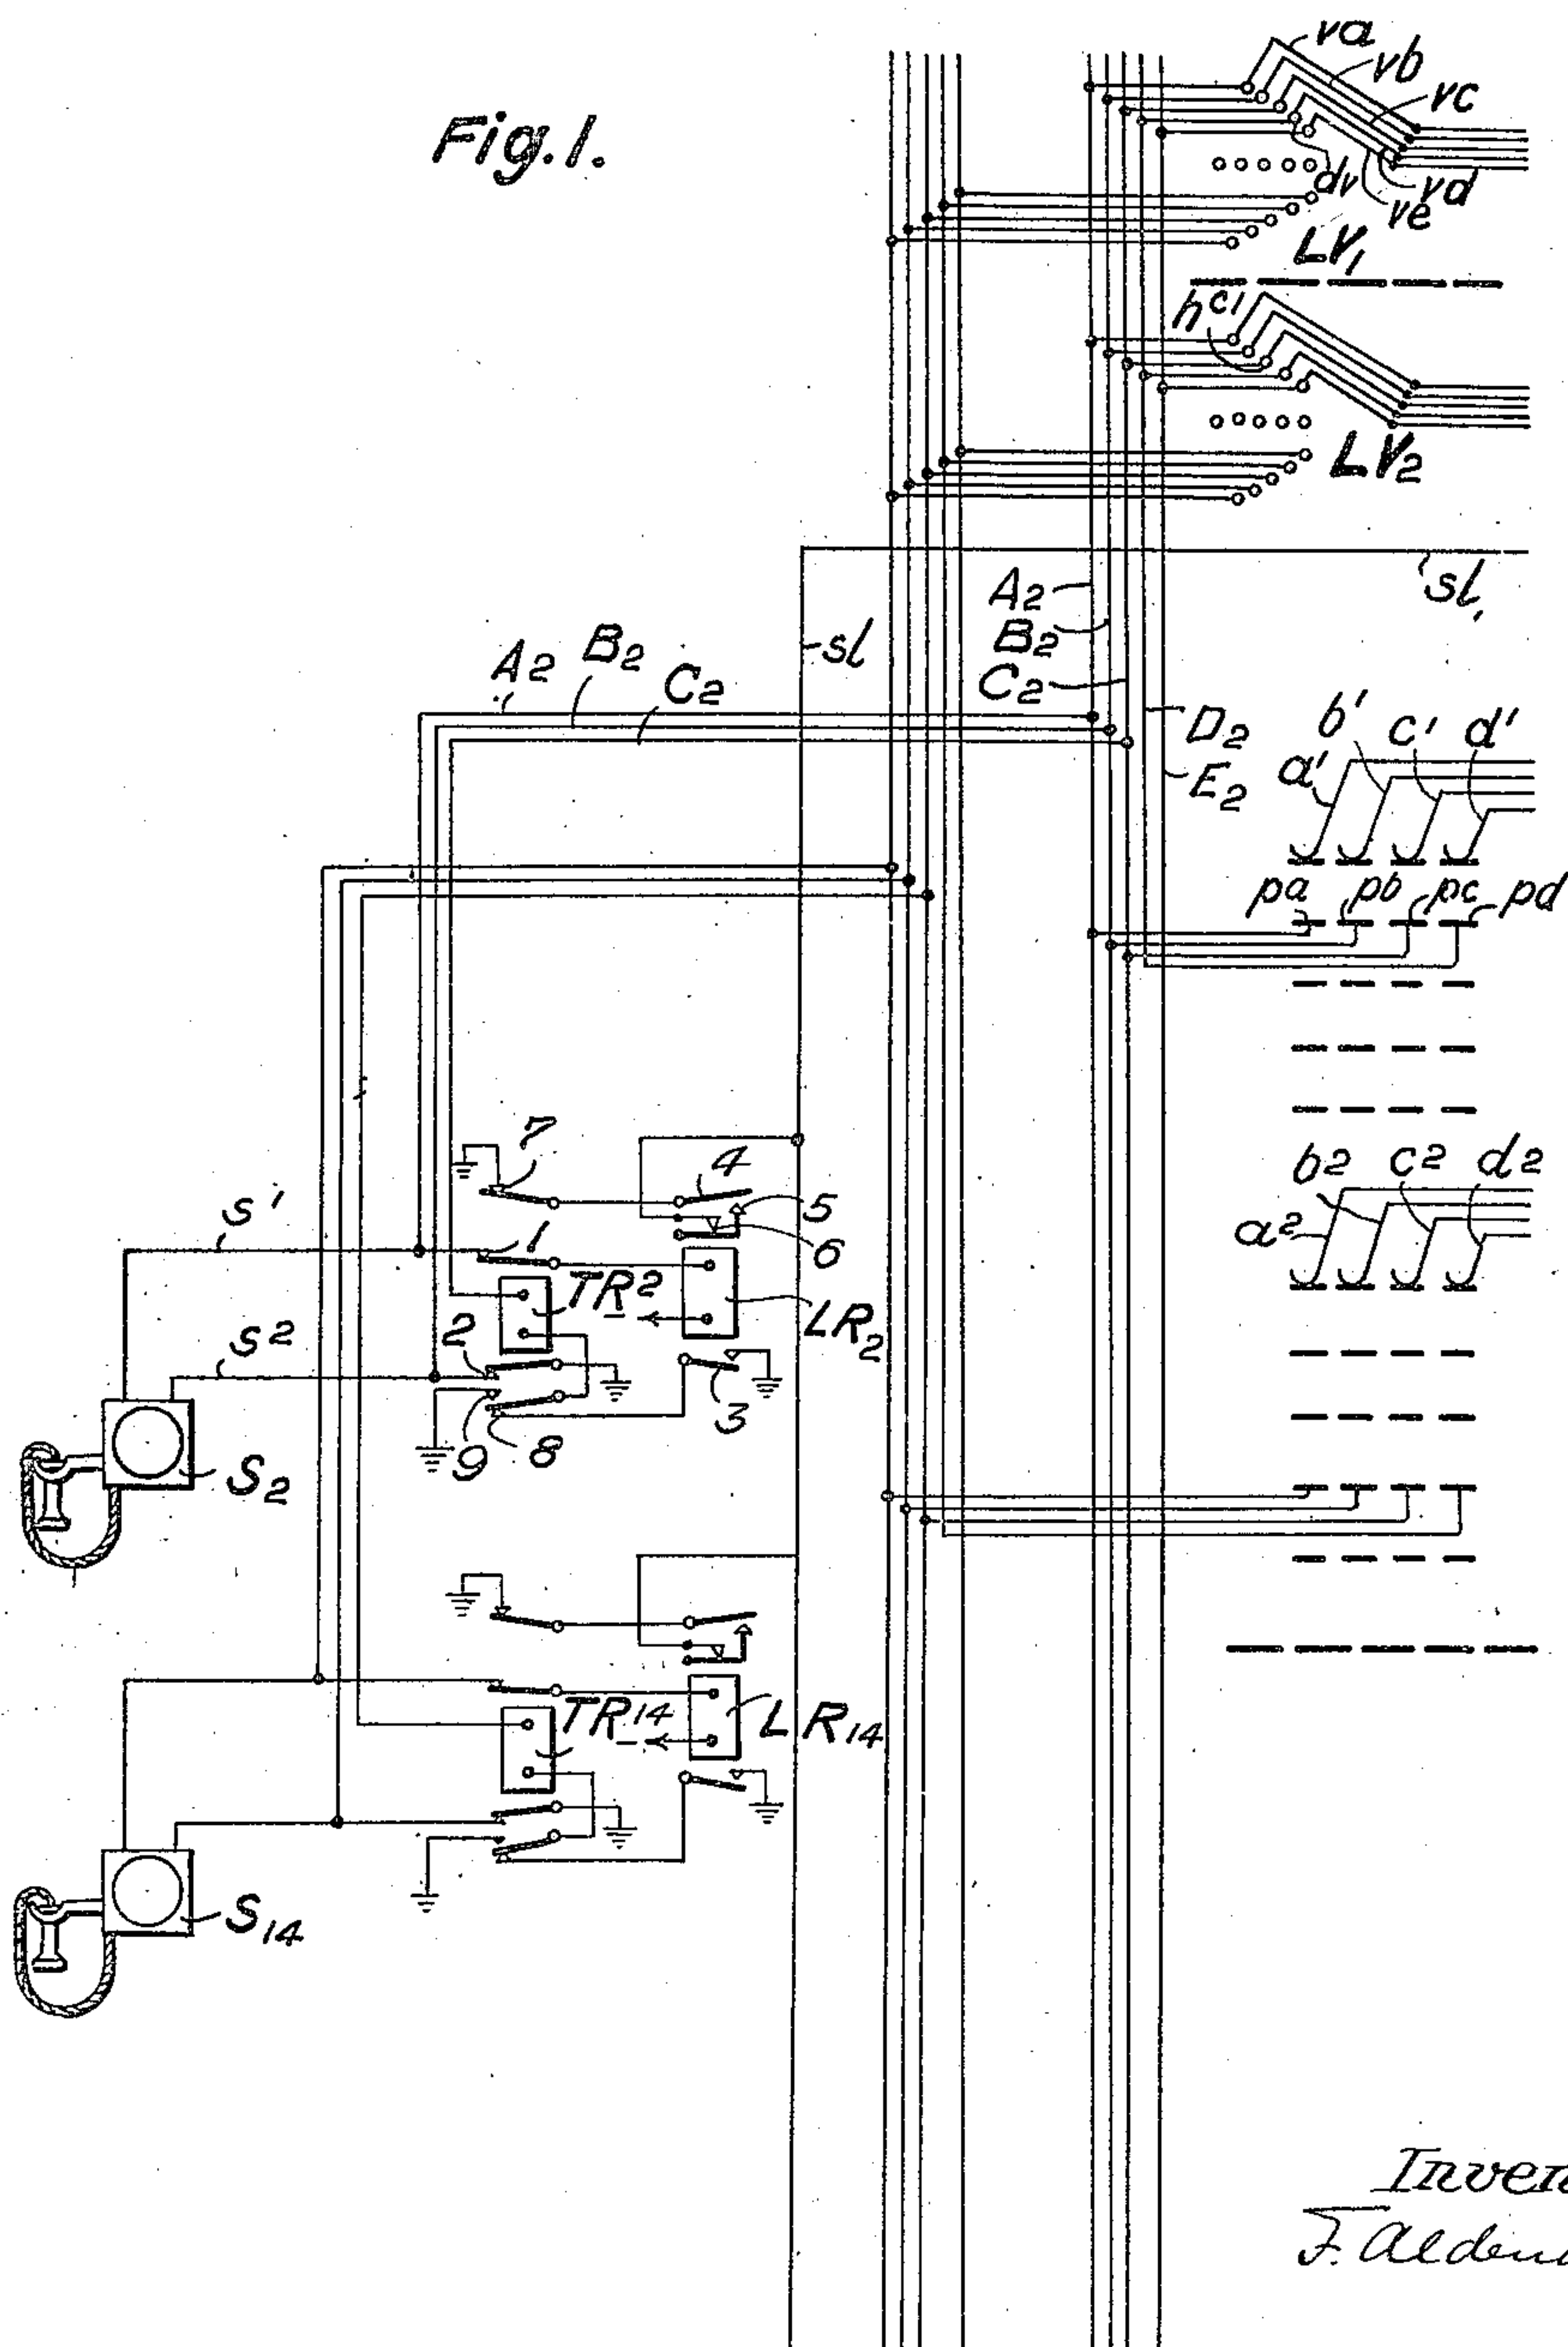 Fig. 1.
va
vb
vc
dv
vd
ve
LV1
hc1
LV2
A2
B2
C2
sl
sl1
A2
B2
C2
D2
E2
a' b' c' d'
pa pb pc pd
7
4
5
6
s'
1
TR2
LR2
s2
2
3
9
8
S2
b2 c2 d2
a2
TR14
LR14
S14